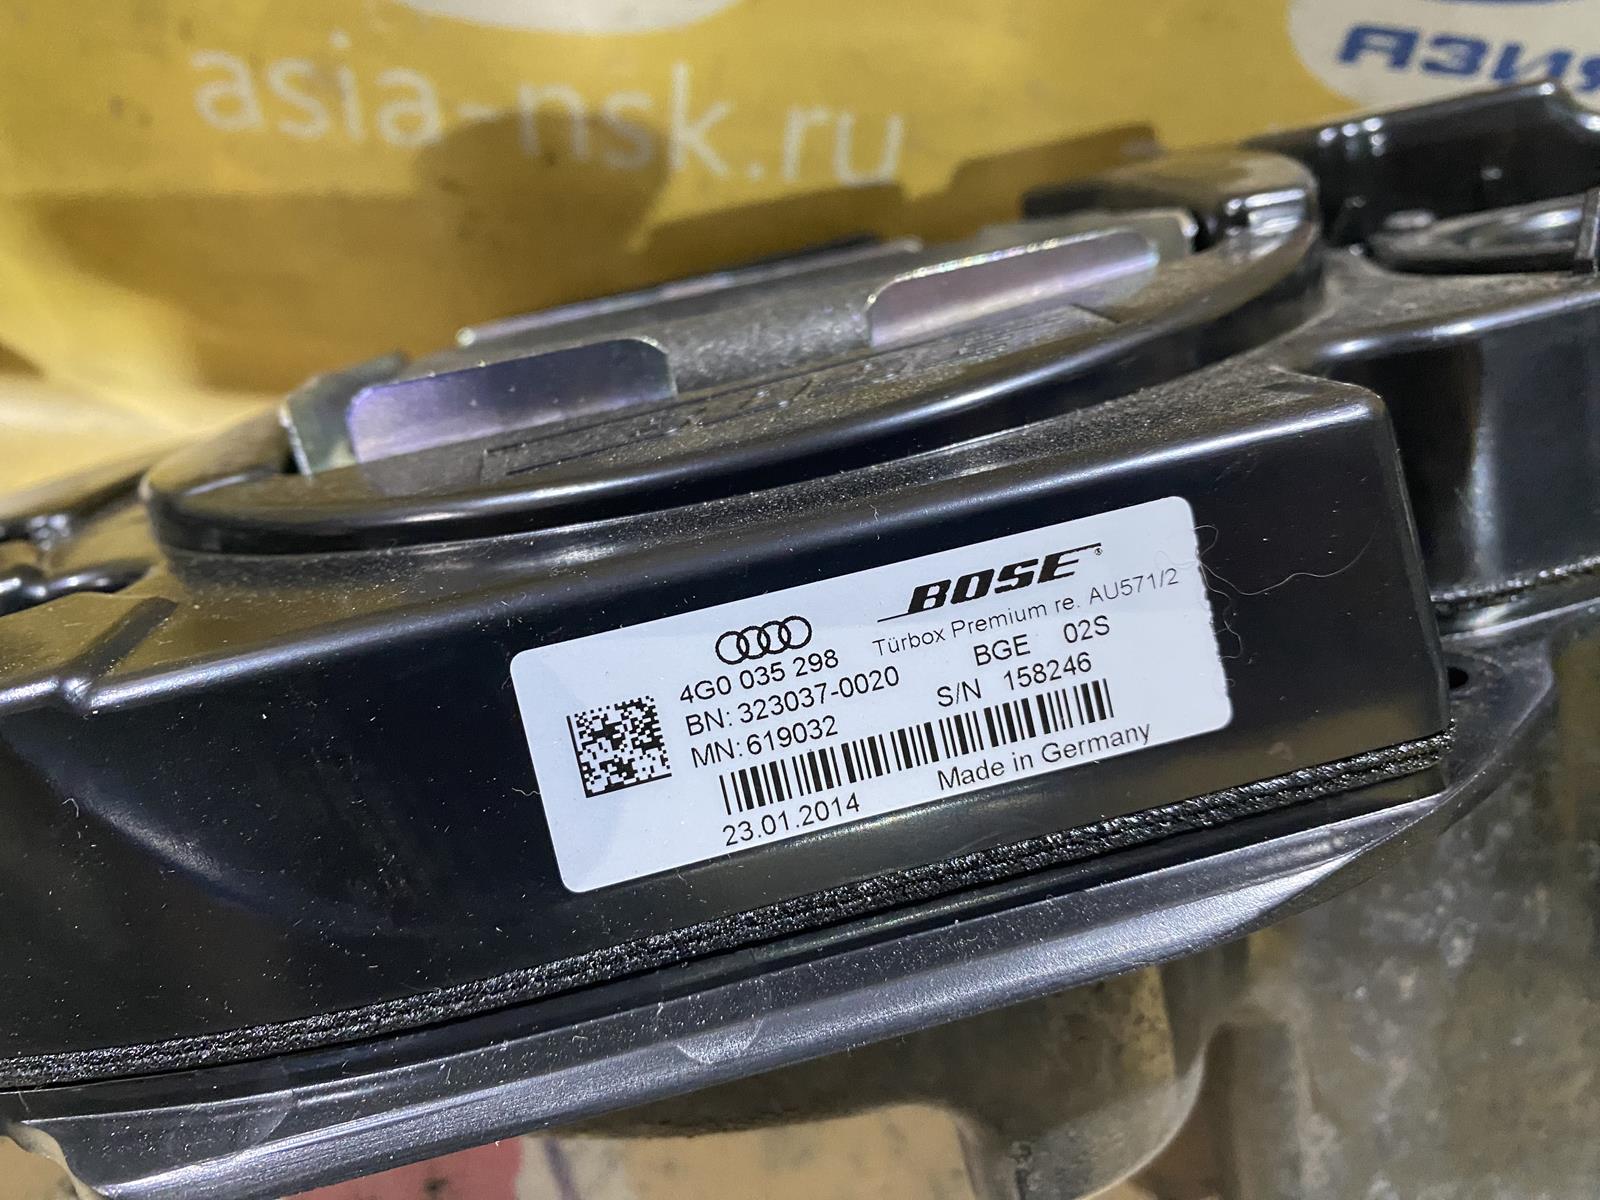 asia-nsk.ru
АЗИЯ
BOSE®
Türbox Premium re. AU571/2
4G0 035 298 BGE 02S
BN: 323037-0020 S/N 158246
MN: 619032
23.01.2014 Made in Germany